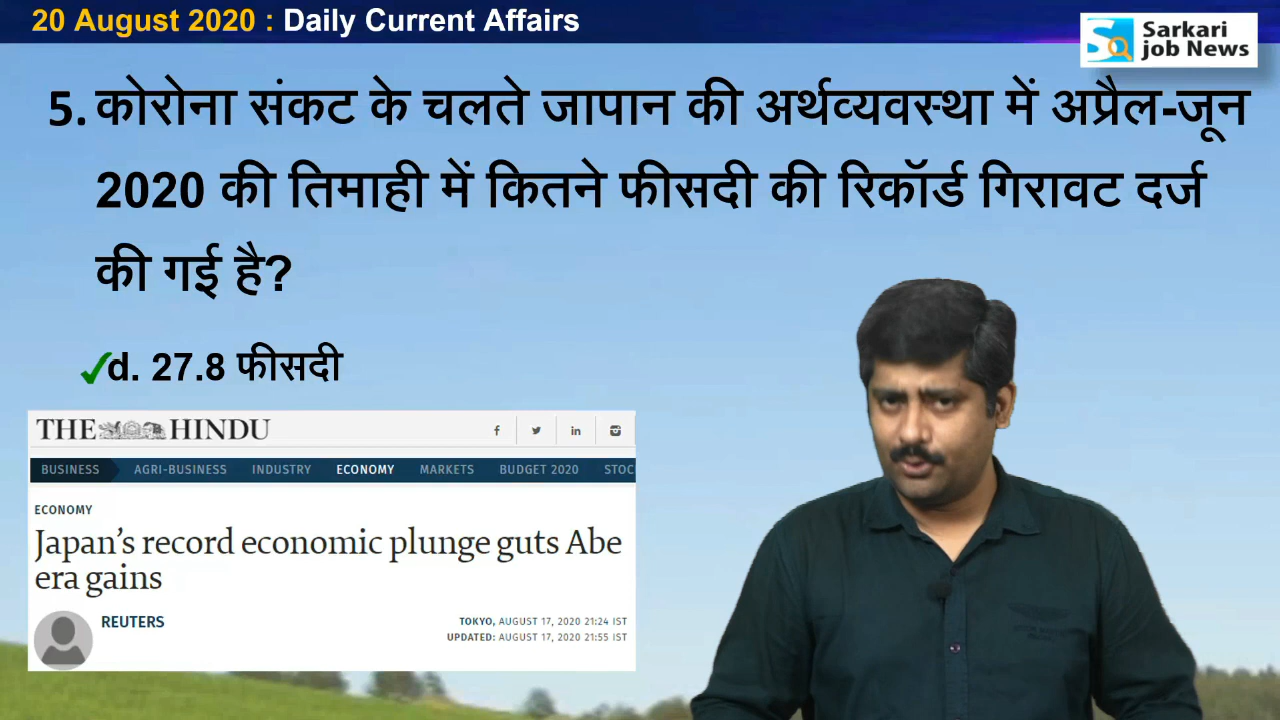 20 August 2020 : Daily Current Affairs
Sarkari
job News
5. कोरोना संकट के चलते जापान की अर्थव्यवस्था में अप्रैल-जून
2020 की तिमाही में कितने फीसदी की रिकॉर्ड गिरावट दर्ज
की गई है?
d. 27.8 फीसदी
THE HINDU
BUSINESS AGRI-BUSINESS INDUSTRY ECONOMY MARKETS BUDGET 2020 STOC
ECONOMY
Japan's record economic plunge guts Abe
era gains
REUTERS
TOKYO, AUGUST 17, 2020 21:24 IST
UPDATED: AUGUST 17, 2020 21:55 IST